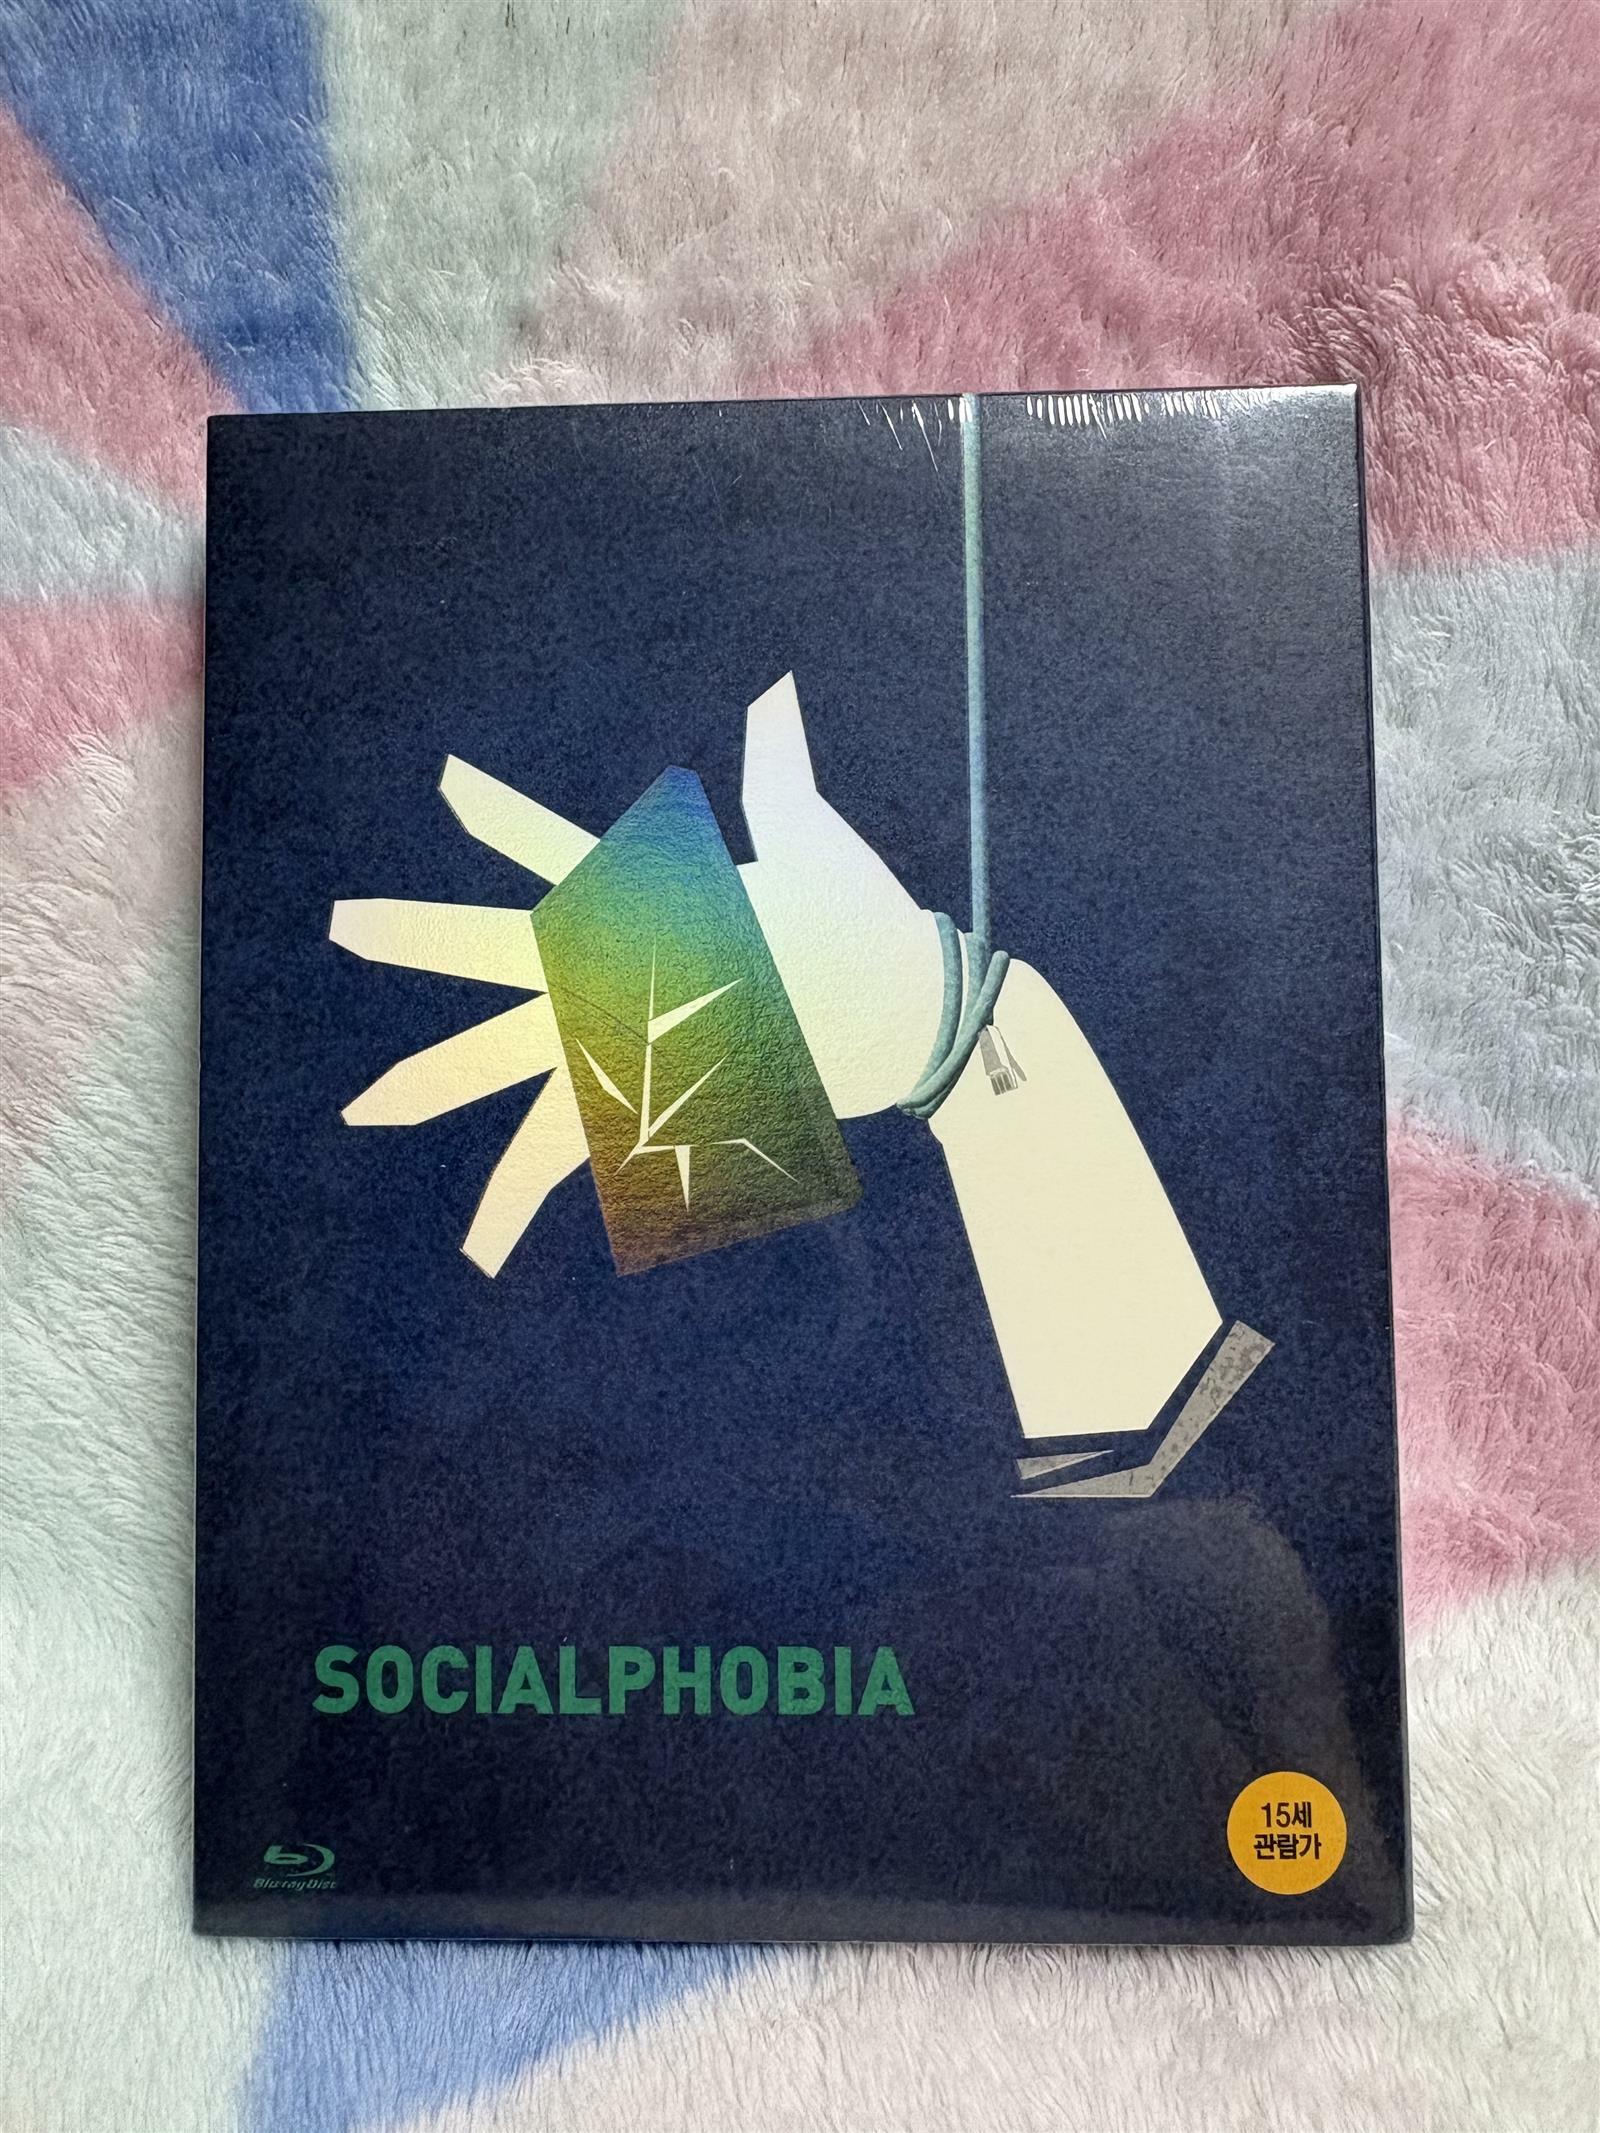 SOCIALPHOBIA
Blu-ray Disc
15세
관람가